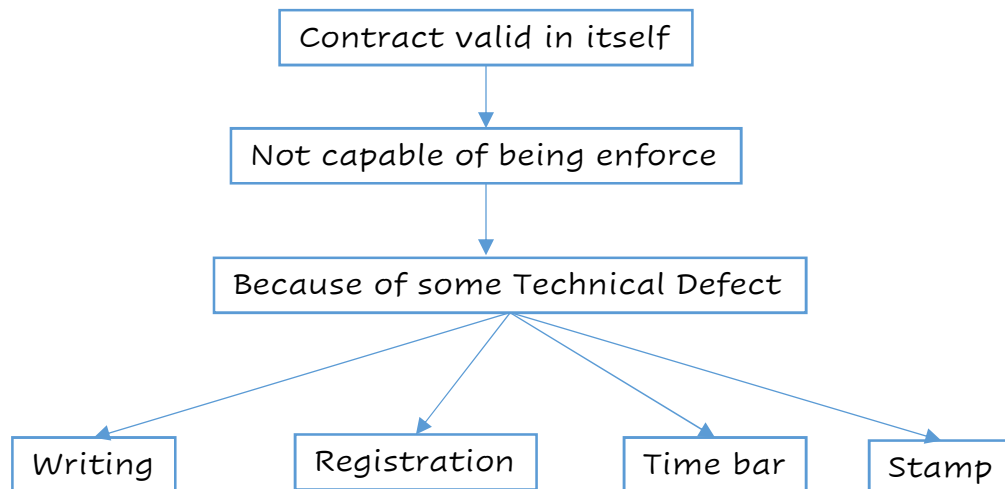 Contract valid in itself
Not capable of being enforce
Because of some Technical Defect
Writing
Registration
Time bar
Stamp